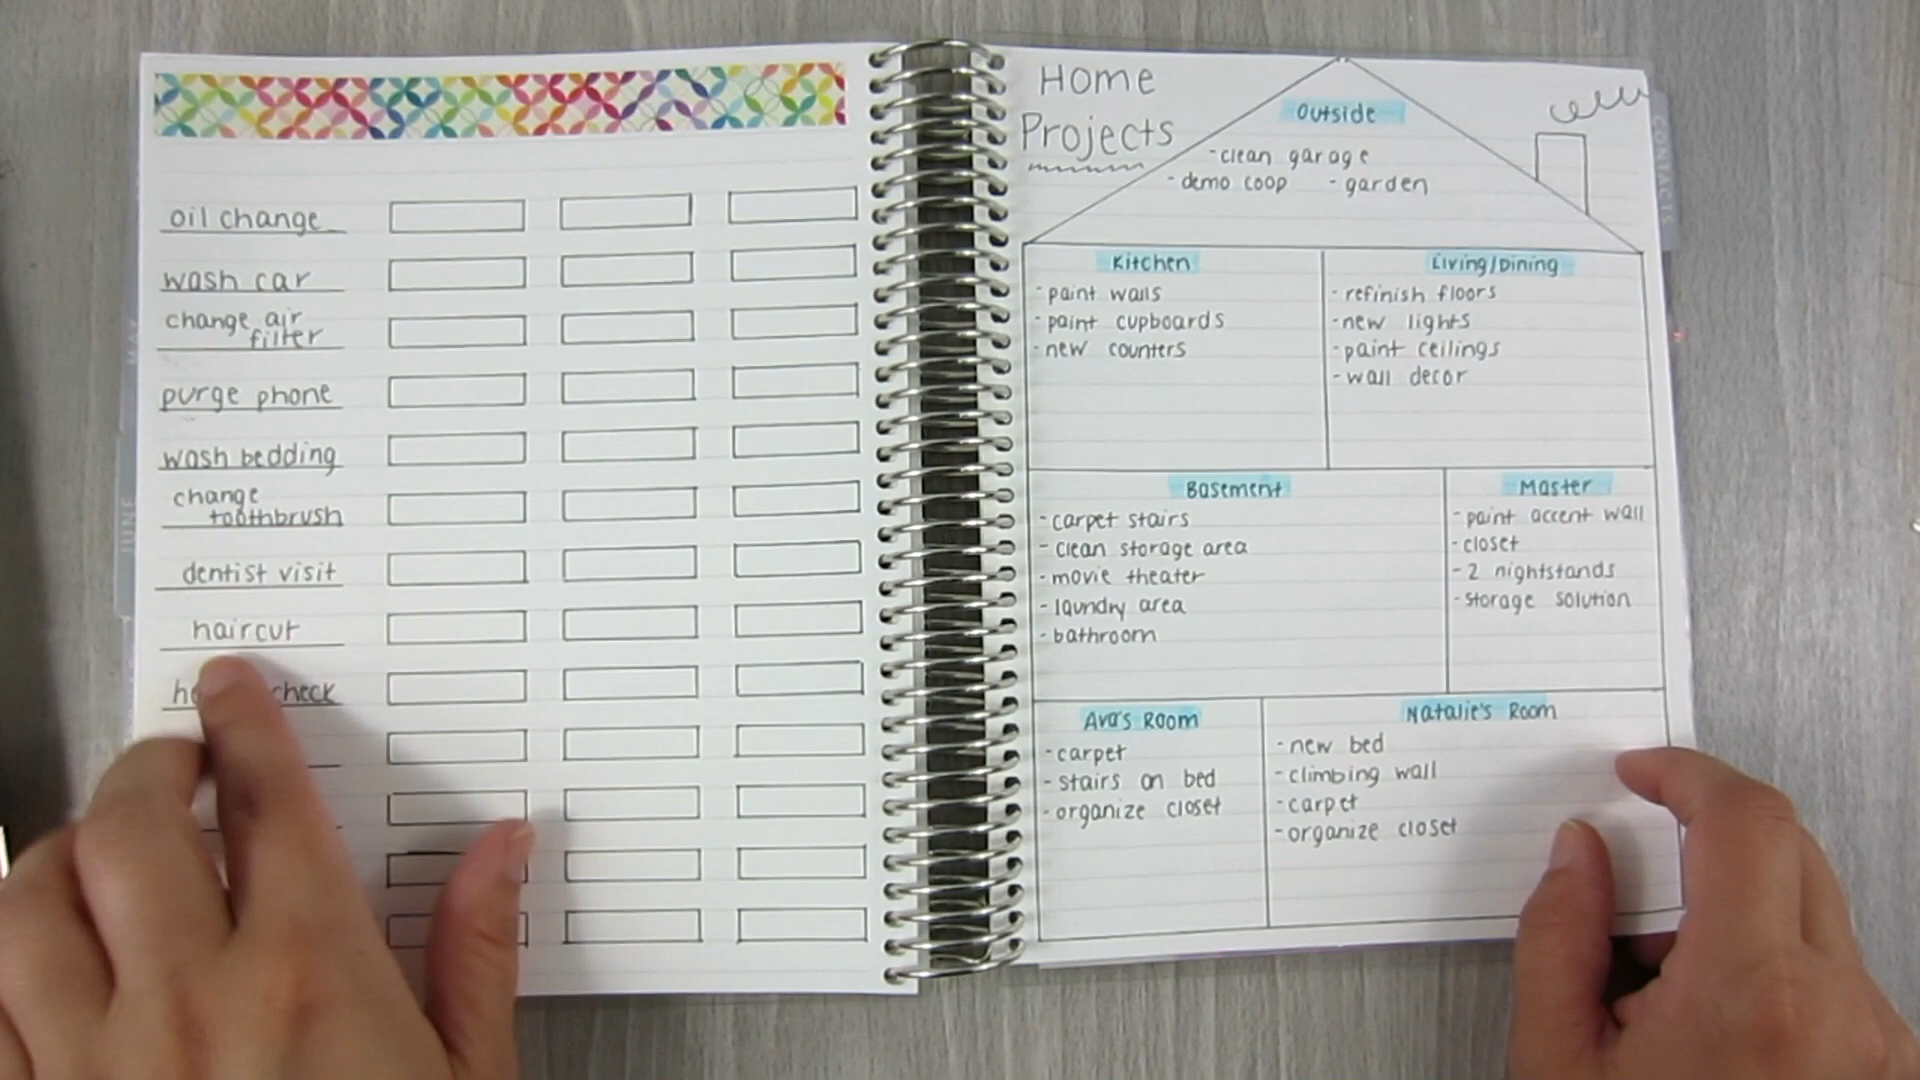 oil change
wash car
change air
filter
purge phone
wash bedding
change
toothbrush
dentist visit
haircut
check
Home
Projects
Outside
-clean garage
-demo coop -garden
Kitchen
-paint walls
-paint cupboards
-new counters
Living/Dining
-refinish floors
-new lights
-paint ceilings
-wall decor
Basement
-carpet stairs
-clean storage area
-movie theater
-laundry area
-bathroom
Master
-paint accent wall
-closet
-2 nightstands
-storage solution
Ava's Room
-carpet
-stairs on bed
-organize closet
Natalie's Room
-new bed
-climbing wall
-carpet
-organize closet
CONTACTS
MAY
JUNE